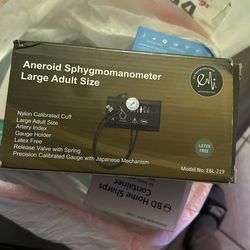 Aneroid Sphygmomanometer
Large Adult Size
Nylon Calibrated Cuff
Large Adult Size
Artery Index
Gauge Holder
Latex Free
Release Valve with Spring
Precision Calibrated Gauge with Japanese Mechanism
LATEX
FREE
Model No: EBL-219
BD Home Sharps
Container